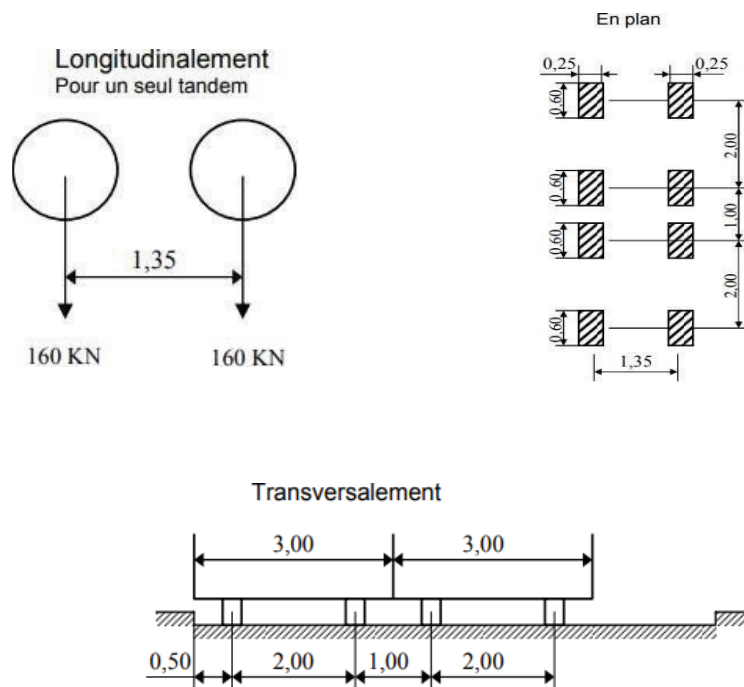 En plan
Longitudinalement
Pour un seul tandem
0,25 0,25
0,60
2,00
1,35
0,60
1,00
0,60
2,00
160 KN 160 KN
0,60
1,35
Transversalement
3,00 3,00
0,50 2,00 1,00 2,00